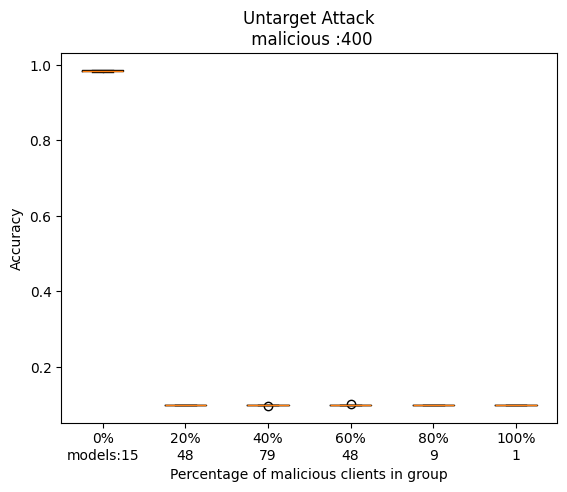 Untarget Attack
malicious :400
Accuracy
1.0
0.8
0.6
0.4
0.2
0% 20% 40% 60% 80% 100%
models:15 48 79 48 9 1
Percentage of malicious clients in group